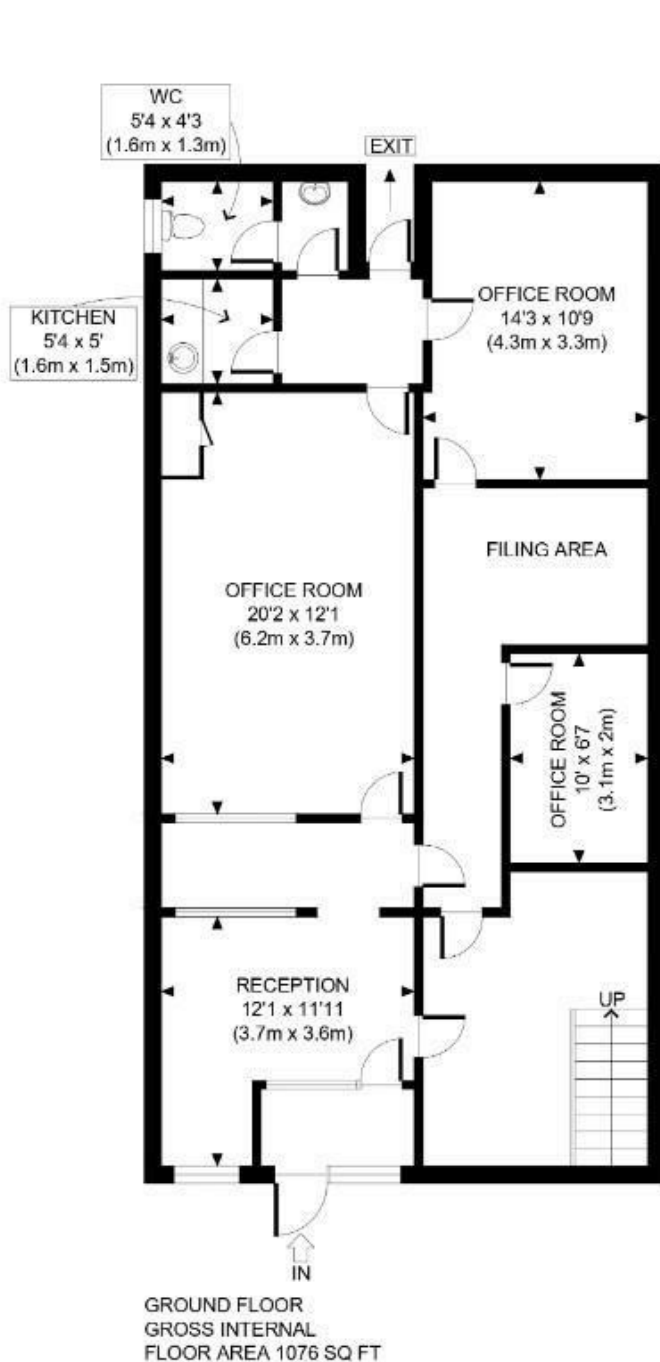 WC
5'4 x 4'3
(1.6m x 1.3m)
EXIT
KITCHEN
5'4 x 5'
(1.6m x 1.5m)
OFFICE ROOM
14'3 x 10'9
(4.3m x 3.3m)
FILING AREA
OFFICE ROOM
20'2 x 12'1
(6.2m x 3.7m)
OFFICE ROOM
10' x 6'7
(3.1m x 2m)
RECEPTION
12'1 x 11'11
(3.7m x 3.6m)
UP
IN
GROUND FLOOR
GROSS INTERNAL
FLOOR AREA 1076 SQ FT